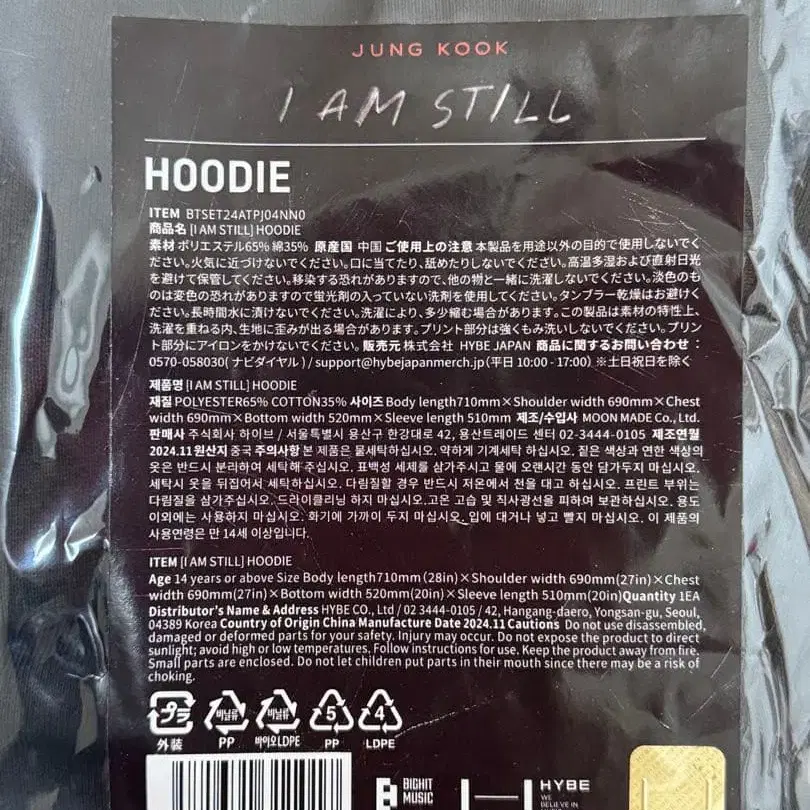 JUNG KOOK
I AM STILL
HOODIE
ITEM BTSET24ATPJ04NN0
商品名 [I AM STILL] HOODIE
素材 ポリエステル65% 綿35% 原産国 中国 ご使用上の注意 本製品を用途以外の目的で使用しないでく
ださい。火気に近づけないでください。口に当てたり、舐めたりしないでください。高温多湿および直射日光
を避けて保管してください。移染する恐れがありますので、他の物と一緒に洗濯しないでください。淡色のも
のは変色の恐れがありますので蛍光剤の入っていない洗剤を使用してください。タンブラー乾燥はお避けく
ださい。長時間水に漬けないでください。洗濯により、多少縮む場合があります。この製品は素材の特性上、
洗濯を重ねる内、生地に歪みが出る場合があります。プリント部分は強くもみ洗いしないでください。プリン
ト部分にアイロンをかけないでください。販売元 株式会社 HYBE JAPAN 商品に関するお問い合わせ：
0570-058030( ナビダイヤル ) / support@hybejapanmerch.jp(平日 10:00 - 17:00) ※土日祝日を除く
제품명 [I AM STILL] HOODIE
재질 POLYESTER65% COTTON35% 사이즈 Body length710mm×Shoulder width 690mm×Chest
width 690mm×Bottom width 520mm×Sleeve length 510mm 제조/수입사 MOON MADE Co., Ltd.
판매사 주식회사 하이브 / 서울특별시 용산구 한강대로 42, 용산트레이드 센터 02-3444-0105 제조연월
2024.11 원산지 중국 주의사항 본 제품은 물세탁하십시오. 약하게 기계세탁 하십시오. 짙은 색상과 연한 색상의
옷은 반드시 분리하여 세탁해 주십시오. 표백성 세제를 삼가주시고 물에 오랜시간 동안 담가두지 마십시오.
세탁시 옷을 뒤집어서 세탁하십시오. 다림질할 경우 반드시 저온에서 천을 대고 하십시오. 프린트 부위는
다림질을 삼가주십시오. 드라이클리닝 하지 마십시오. 고온 고습 및 직사광선을 피하여 보관하십시오. 용도
이외에는 사용하지 마십시오. 화기에 가까이 두지 마십시오. 입에 대거나 넣고 빨지 마십시오. 이 제품의
사용연령은 만 14세 이상입니다.
ITEM [I AM STILL] HOODIE
Age 14 years or above Size Body length710mm(28in)×Shoulder width 690mm(27in)×Chest
width 690mm(27in)×Bottom width 520mm(20in)×Sleeve length 510mm(20in)Quantity 1EA
Distributor's Name & Address HYBE CO., Ltd / 02 3444-0105 / 42, Hangang-daero, Yongsan-gu, Seoul,
04389 Korea Country of Origin China Manufacture Date 2024.11 Cautions Do not use disassembled,
damaged or deformed parts for your safety. Injury may occur. Do not expose the product to direct
sunlight; avoid high or low temperatures. Follow instructions for use. Keep the product away from fire.
Small parts are enclosed. Do not let children put parts in their mouth since there may be a risk of
choking.
プラ 비닐류 비닐류 5 4
外装 PP 바이오LDPE PP LDPE
BIGHIT MUSIC
HYBE
WE BELIEVE IN